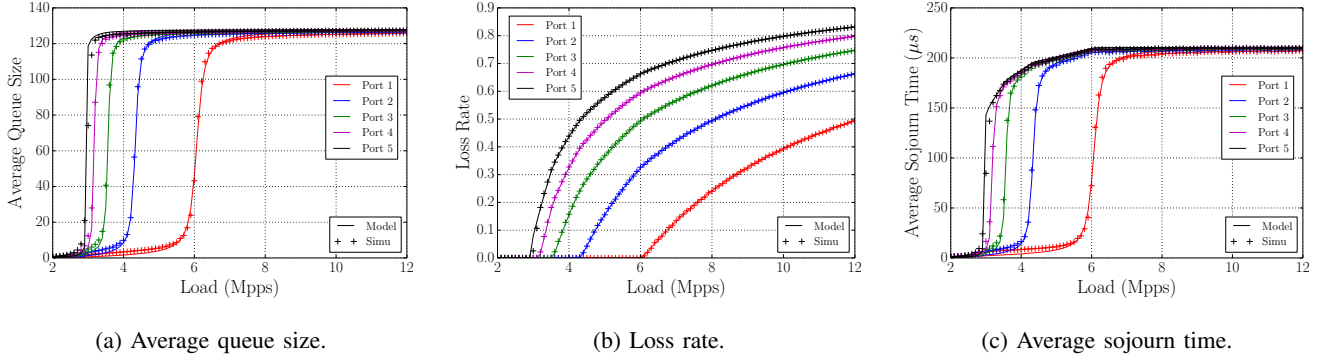 140
120
100
80
60
40
20
0
Average Queue Size
Port 1
Port 2
Port 3
Port 4
Port 5
Model
Simu
2 4 6 8 10 12
Load (Mpps)
(a) Average queue size.
0.9
0.8
0.7
0.6
0.5
0.4
0.3
0.2
0.1
0.0
Loss Rate
Port 1
Port 2
Port 3
Port 4
Port 5
Model
Simu
2 4 6 8 10 12
Load (Mpps)
(b) Loss rate.
250
200
150
100
50
0
Average Sojourn Time (μs)
Port 1
Port 2
Port 3
Port 4
Port 5
Model
Simu
2 4 6 8 10 12
Load (Mpps)
(c) Average sojourn time.